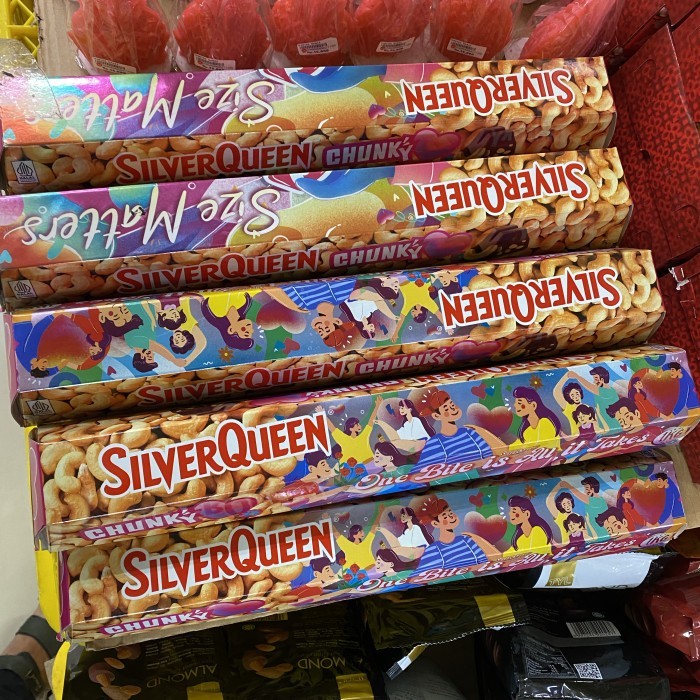 SILVERQUEEN
Size Matters
SILVERQUEEN CHUNKY
SILVERQUEEN
Size Matters
SILVERQUEEN CHUNKY
SILVERQUEEN
SILVERQUEEN CHUNKY
SILVERQUEEN
CHUNKY
One Bite is All it Takes
SILVERQUEEN
CHUNKY
One Bite is All it Takes
ALMOND
MOND